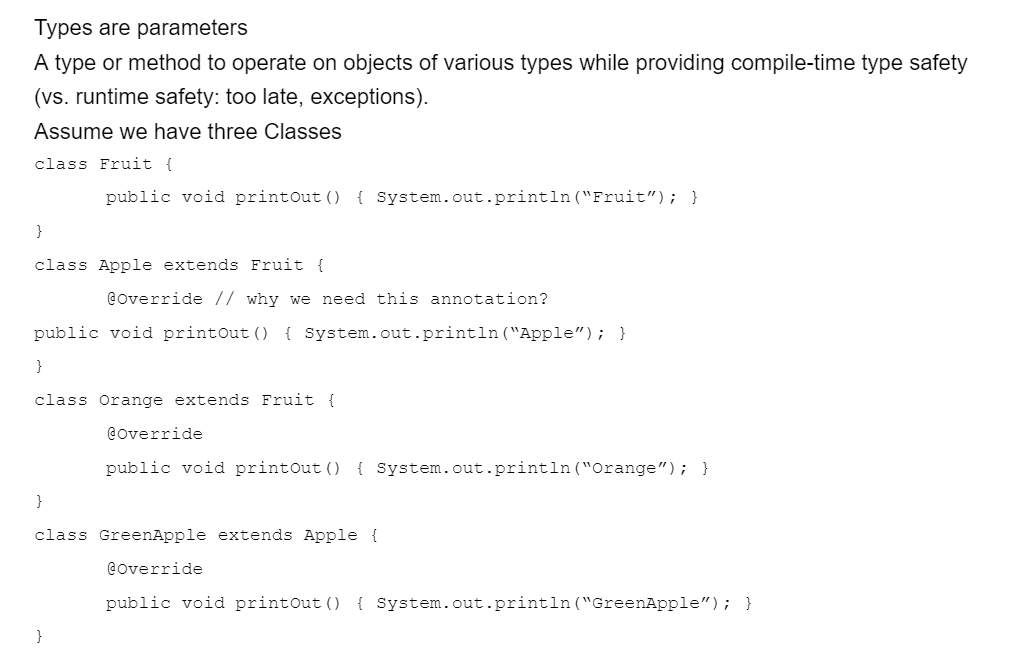 Types are parameters
A type or method to operate on objects of various types while providing compile-time type safety
(vs. runtime safety: too late, exceptions).
Assume we have three Classes
class Fruit {
public void printOut() { System.out.println(“Fruit”); }
}
class Apple extends Fruit {
@Override // why we need this annotation?
public void printOut() { System.out.println(“Apple”); }
}
class Orange extends Fruit {
@Override
public void printOut() { System.out.println(“Orange”); }
}
class GreenApple extends Apple {
@Override
public void printOut() { System.out.println(“GreenApple”); }
}